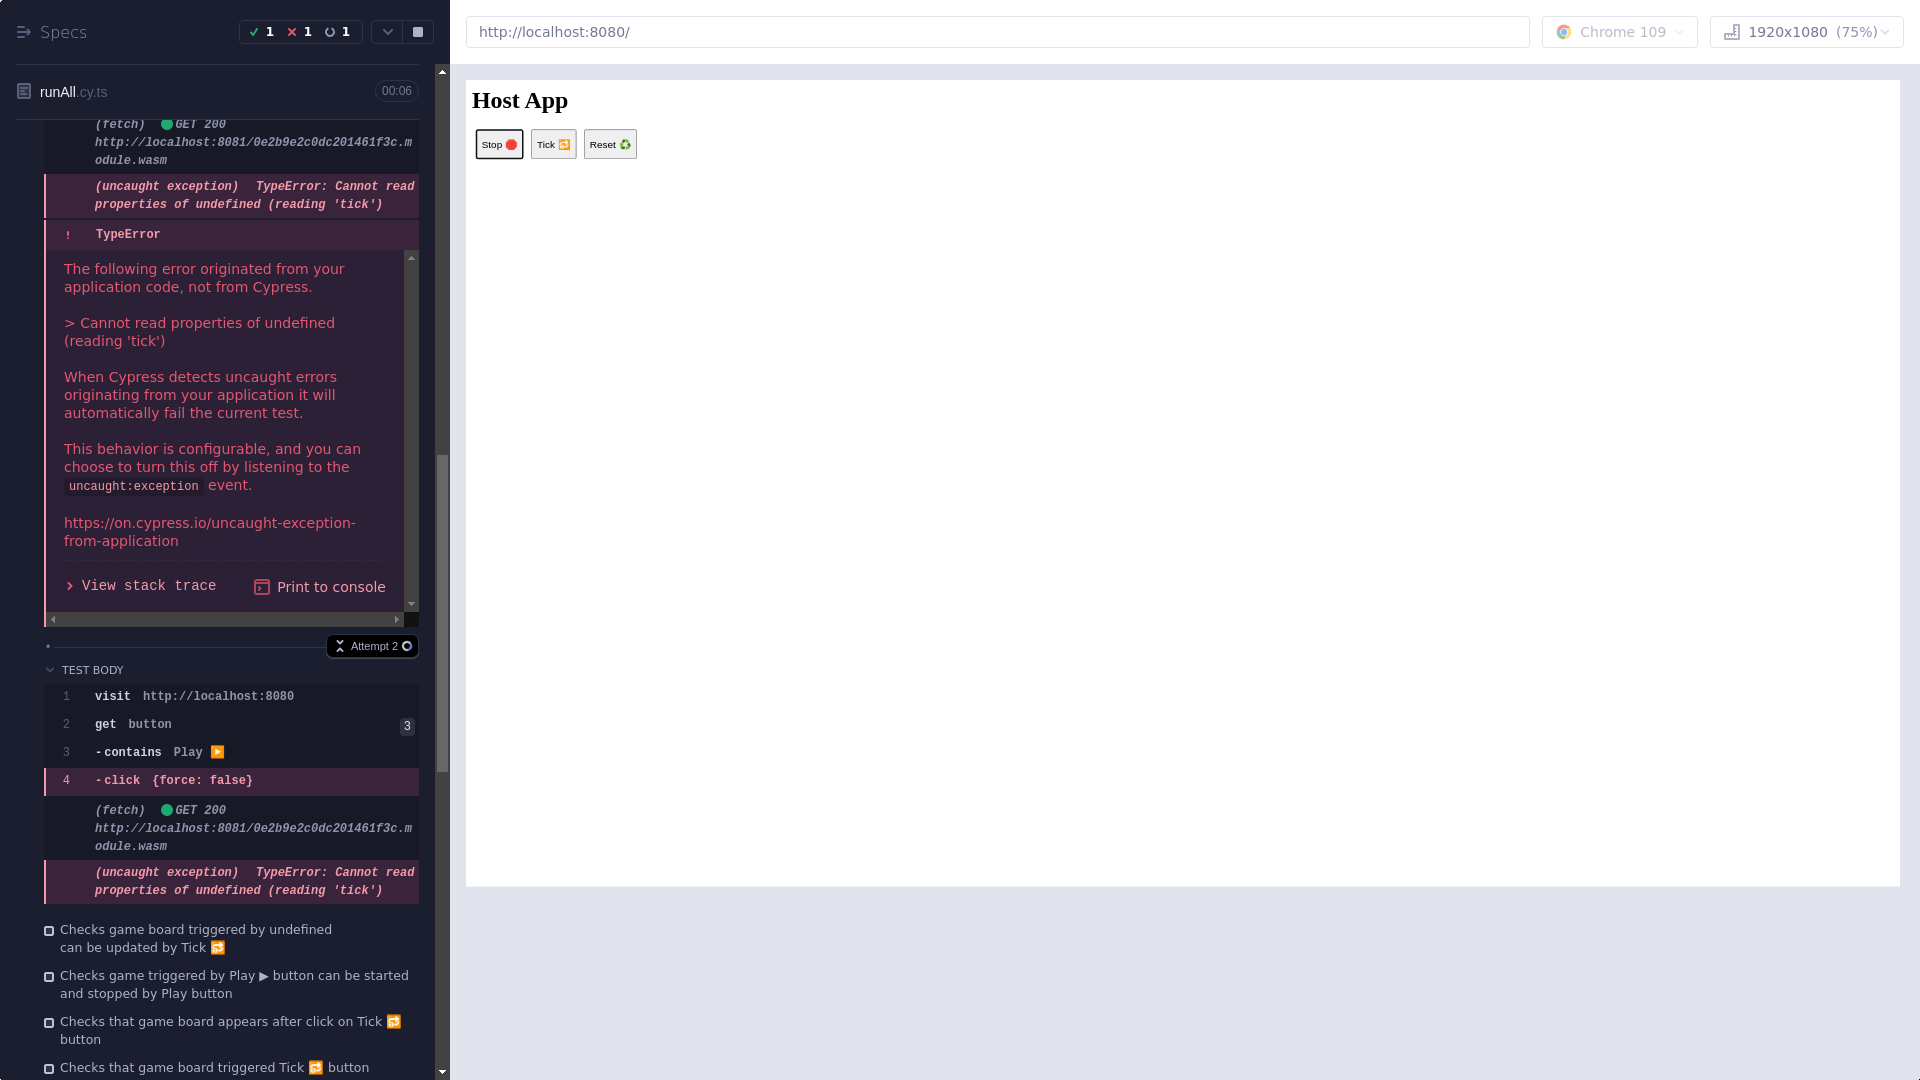 Specs
1 1 1
runAll.cy.ts
00:06
(fetch) GET 200
http://localhost:8081/0e2b9e2c0dc201461f3c.m
odule.wasm
(uncaught exception) TypeError: Cannot read
properties of undefined (reading 'tick')
! TypeError
The following error originated from your
application code, not from Cypress.
> Cannot read properties of undefined
(reading 'tick')
When Cypress detects uncaught errors
originating from your application it will
automatically fail the current test.
This behavior is configurable, and you can
choose to turn this off by listening to the
uncaught:exception event.
https://on.cypress.io/uncaught-exception-
from-application
View stack trace
Print to console
Attempt 2
TEST BODY
1 visit http://localhost:8080
2 get button 3
3 -contains Play ▶️
4 -click {force: false}
(fetch) GET 200
http://localhost:8081/0e2b9e2c0dc201461f3c.m
odule.wasm
(uncaught exception) TypeError: Cannot read
properties of undefined (reading 'tick')
Checks game board triggered by undefined
can be updated by Tick 🔁
Checks game triggered by Play ▶ button can be started
and stopped by Play button
Checks that game board appears after click on Tick 🔁
button
Checks that game board triggered Tick 🔁 button
http://localhost:8080/
Chrome 109
1920x1080 (75%)
Host App
Stop 🛑
Tick 🔁
Reset ♻️